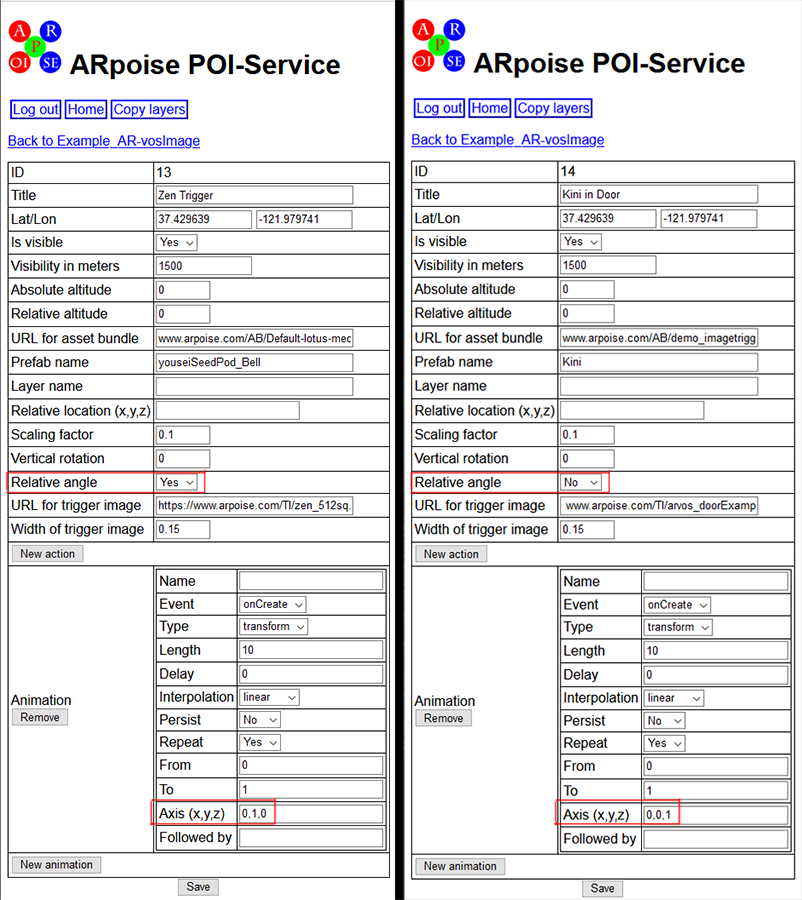 A R
P
OI SE
ARpoise POI-Service
Log out Home Copy layers
Back to Example_AR-vosImage
ID 13
Title Zen Trigger
Lat/Lon 37.429639 -121.979741
Is visible Yes
Visibility in meters 1500
Absolute altitude 0
Relative altitude 0
URL for asset bundle www.arpoise.com/AB/Default-lotus-mec
Prefab name youseiSeedPod_Bell
Layer name
Relative location (x,y,z)
Scaling factor 0.1
Vertical rotation 0
Relative angle Yes
URL for trigger image https://www.arpoise.com/TI/zen_512sq.
Width of trigger image 0.15
New action
Animation
Remove
Name
Event onCreate
Type transform
Length 10
Delay 0
Interpolation linear
Persist No
Repeat Yes
From 0
To 1
Axis (x,y,z) 0,1,0
Followed by
New animation
Save
A R
P
OI SE
ARpoise POI-Service
Log out Home Copy layers
Back to Example_AR-vosImage
ID 14
Title Kini in Door
Lat/Lon 37.429639 -121.979741
Is visible Yes
Visibility in meters 1500
Absolute altitude 0
Relative altitude 0
URL for asset bundle www.arpoise.com/AB/demo_imagetrigg
Prefab name Kini
Layer name
Relative location (x,y,z)
Scaling factor 0.1
Vertical rotation 0
Relative angle No
URL for trigger image www.arpoise.com/TI/arvos_doorExamp
Width of trigger image 0.15
New action
Animation
Remove
Name
Event onCreate
Type transform
Length 10
Delay 0
Interpolation linear
Persist No
Repeat Yes
From 0
To 1
Axis (x,y,z) 0,0,1
Followed by
New animation
Save